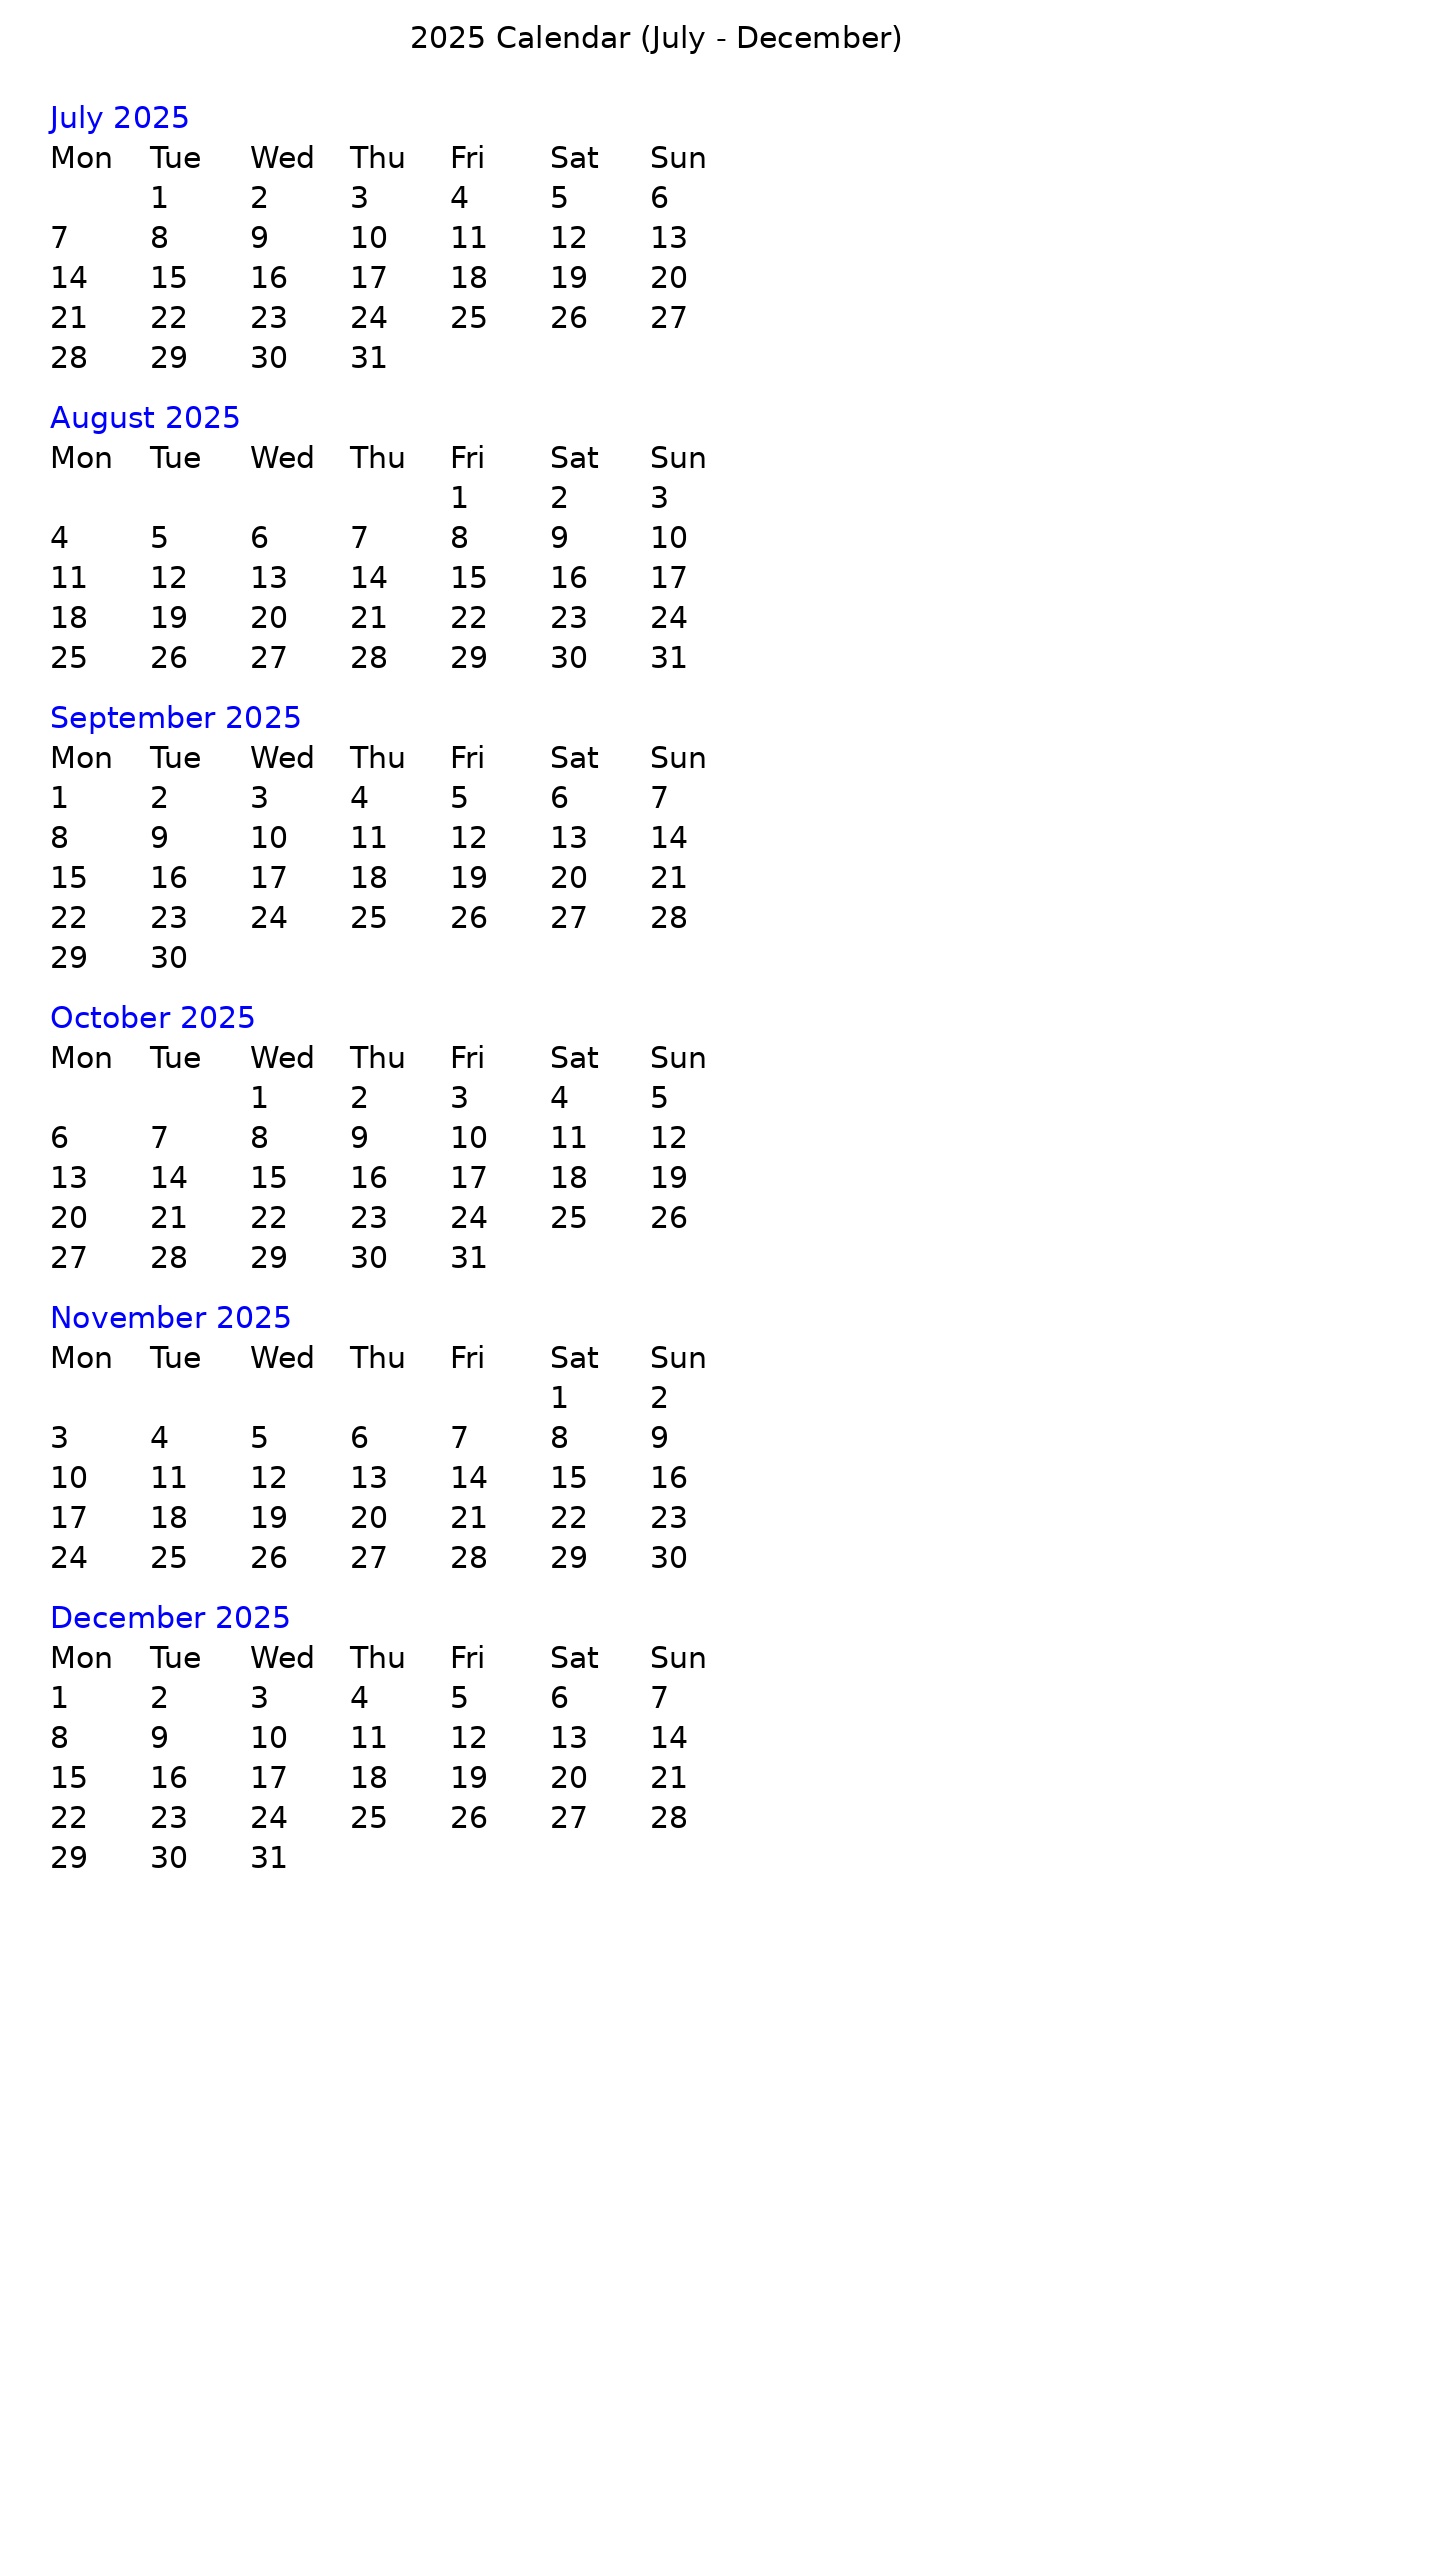 2025 Calendar (July - December)
July 2025
Mon Tue Wed Thu Fri Sat Sun
1 2 3 4 5 6
7 8 9 10 11 12 13
14 15 16 17 18 19 20
21 22 23 24 25 26 27
28 29 30 31
August 2025
Mon Tue Wed Thu Fri Sat Sun
1 2 3
4 5 6 7 8 9 10
11 12 13 14 15 16 17
18 19 20 21 22 23 24
25 26 27 28 29 30 31
September 2025
Mon Tue Wed Thu Fri Sat Sun
1 2 3 4 5 6 7
8 9 10 11 12 13 14
15 16 17 18 19 20 21
22 23 24 25 26 27 28
29 30
October 2025
Mon Tue Wed Thu Fri Sat Sun
1 2 3 4 5
6 7 8 9 10 11 12
13 14 15 16 17 18 19
20 21 22 23 24 25 26
27 28 29 30 31
November 2025
Mon Tue Wed Thu Fri Sat Sun
1 2
3 4 5 6 7 8 9
10 11 12 13 14 15 16
17 18 19 20 21 22 23
24 25 26 27 28 29 30
December 2025
Mon Tue Wed Thu Fri Sat Sun
1 2 3 4 5 6 7
8 9 10 11 12 13 14
15 16 17 18 19 20 21
22 23 24 25 26 27 28
29 30 31